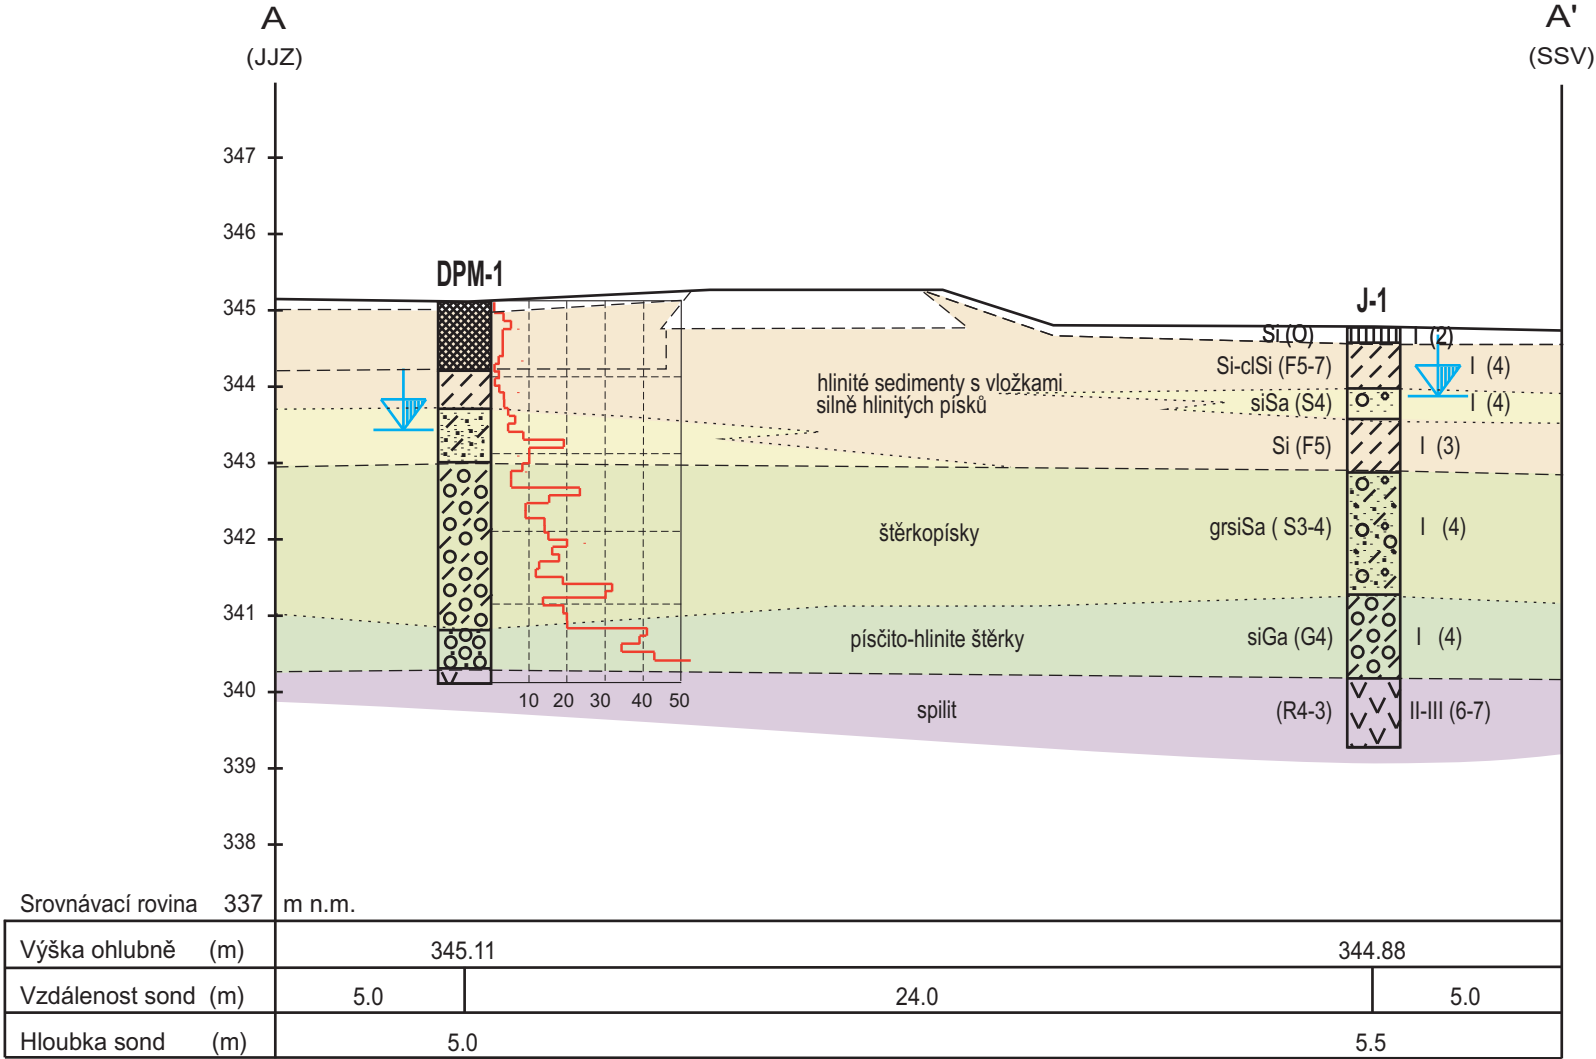 A A'
(JJZ) (SSV)
347
346
DPM-1
345
J-1
Si (O) I (2)
Si-clSi (F5-7) I (4)
344
hlinité sedimenty s vložkami
silně hlinitých písků
siSa (S4) I (4)
Si (F5) I (3)
343
342
štěrkopísky
grsiSa ( S3-4) I (4)
341
písčito-hlinite štěrky
siGa (G4) I (4)
340
10 20 30 40 50
spilit
(R4-3) II-III (6-7)
339
338
Srovnávací rovina 337 m n.m.
Výška ohlubně (m) 345.11 344.88
Vzdálenost sond (m) 5.0 24.0 5.0
Hloubka sond (m) 5.0 5.5